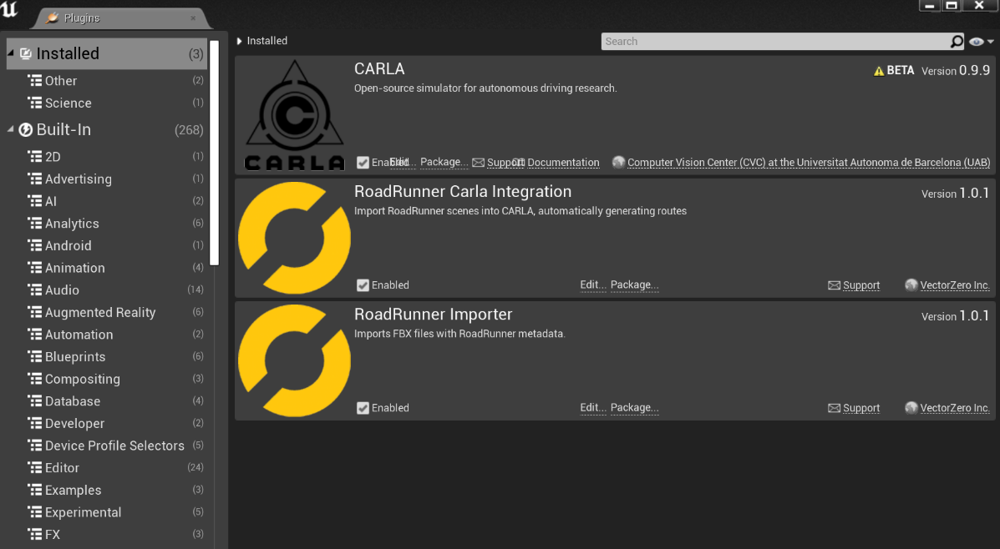 Plugins
Installed (3)
Other (2)
Science (1)
Built-In (268)
2D (1)
Advertising (1)
AI (2)
Analytics (6)
Android (1)
Animation (4)
Audio (14)
Augmented Reality (6)
Automation (2)
Blueprints (6)
Compositing (3)
Database (4)
Developer (2)
Device Profile Selectors (5)
Editor (24)
Examples (3)
Experimental (5)
FX (3)
Installed
Search
CARLA
BETA Version 0.9.9
Open-source simulator for autonomous driving research.
CARLA
Enabled Edit... Package... Support Documentation Computer Vision Center (CVC) at the Universitat Autonoma de Barcelona (UAB)
RoadRunner Carla Integration
Version 1.0.1
Import RoadRunner scenes into CARLA, automatically generating routes
Enabled Edit... Package... Support VectorZero Inc.
RoadRunner Importer
Version 1.0.1
Imports FBX files with RoadRunner metadata.
Enabled Edit... Package... Support VectorZero Inc.